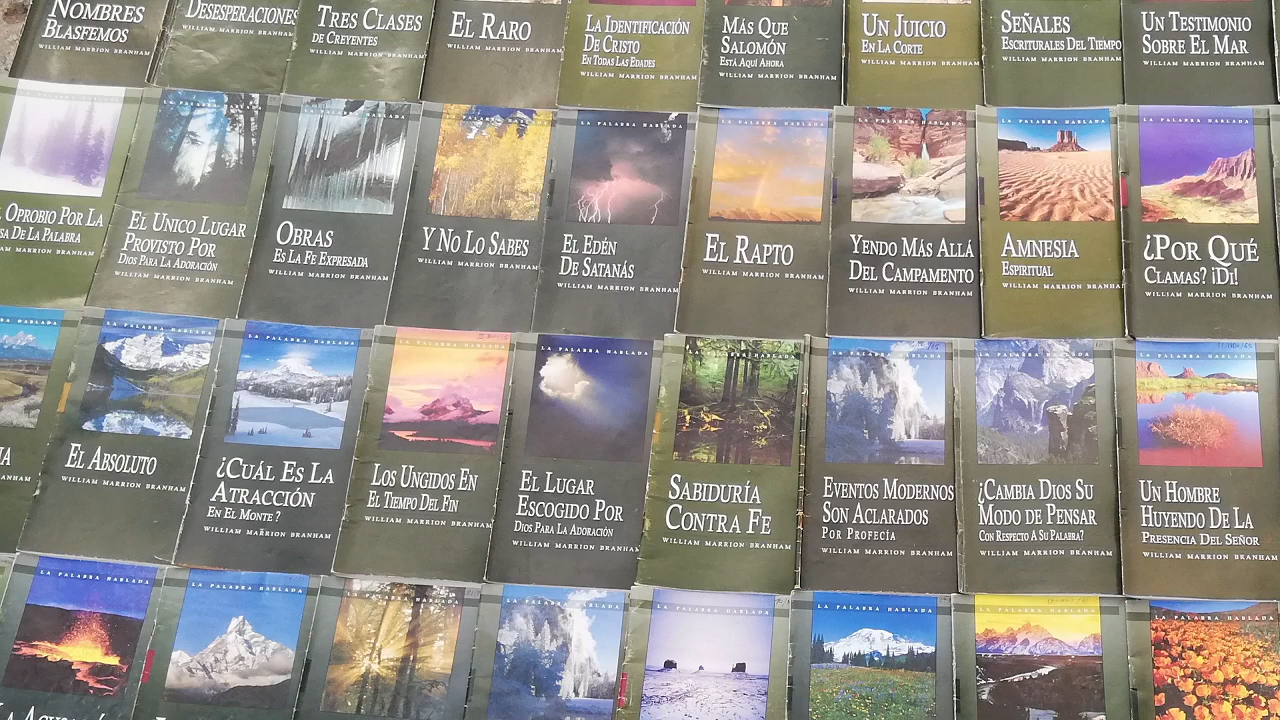 NOMBRES
BLASFEMOS
WILLIAM MARRION BRANHAM
DESESPERACIONES
WILLIAM MARRION BRANHAM
TRES CLASES
DE CREYENTES
WILLIAM MARRION BRANHAM
EL RARO
WILLIAM MARRION BRANHAM
LA IDENTIFICACIÓN
DE CRISTO
EN TODAS LAS EDADES
WILLIAM MARRION BRANHAM
MÁS QUE
SALOMÓN
ESTÁ AQUÍ AHORA
WILLIAM MARRION BRANHAM
UN JUICIO
EN LA CORTE
WILLIAM MARRION BRANHAM
SEÑALES
ESCRITURALES DEL TIEMPO
WILLIAM MARRION BRANHAM
UN TESTIMONIO
SOBRE EL MAR
WILLIAM MARRION BRANHAM
OPROBIO POR LA
SA DE LA PALABRA
WILLIAM MARRION BRANHAM
LA PALABRA HABLADA
EL UNICO LUGAR
PROVISTO POR
DIOS PARA LA ADORACIÓN
WILLIAM MARRION BRANHAM
LA PALABRA HABLADA
OBRAS
ES LA FE EXPRESADA
WILLIAM MARRION BRANHAM
LA PALABRA HABLADA
Y NO LO SABES
WILLIAM MARRION BRANHAM
LA PALABRA HABLADA
EL EDÉN
DE SATANÁS
WILLIAM MARRION BRANHAM
LA PALABRA HABLADA
EL RAPTO
WILLIAM MARRION BRANHAM
LA PALABRA HABLADA
YENDO MÁS ALLÁ
DEL CAMPAMENTO
WILLIAM MARRION BRANHAM
LA PALABRA HABLADA
AMNESIA
ESPIRITUAL
WILLIAM MARRION BRANHAM
LA PALABRA HABLADA
¿POR QUÉ
CLAMAS? ¡DI!
WILLIAM MARRION BRANHAM
HABLADA
IA
HAM
LA PALABRA HABLADA
EL ABSOLUTO
WILLIAM MARRION BRANHAM
LA PALABRA HABLADA
¿CUÁL ES LA
ATRACCIÓN
EN EL MONTE?
WILLIAM MARRION BRANHAM
LA PALABRA HABLADA
LOS UNGIDOS EN
EL TIEMPO DEL FIN
WILLIAM MARRION BRANHAM
LA PALABRA HABLADA
EL LUGAR
ESCOGIDO POR
DIOS PARA LA ADORACIÓN
WILLIAM MARRION BRANHAM
LA PALABRA HABLADA
SABIDURÍA
CONTRA FE
WILLIAM MARRION BRANHAM
LA PALABRA HABLADA
EVENTOS MODERNOS
SON ACLARADOS
POR PROFECÍA
WILLIAM MARRION BRANHAM
LA PALABRA HABLADA
¿CAMBIA DIOS SU
MODO DE PENSAR
CON RESPECTO A SU PALABRA?
WILLIAM MARRION BRANHAM
LA PALABRA HABLADA
UN HOMBRE
HUYENDO DE LA
PRESENCIA DEL SEÑOR
WILLIAM MARRION BRANHAM
LA PALABRA HABLADA
LA PALABRA HABLADA
LA PALABRA HABLADA
LA PALABRA HABLADA
LA PALABRA HABLADA
LA PALABRA HABLADA
LA PALABRA HABLADA
LA PALABRA HABLADA